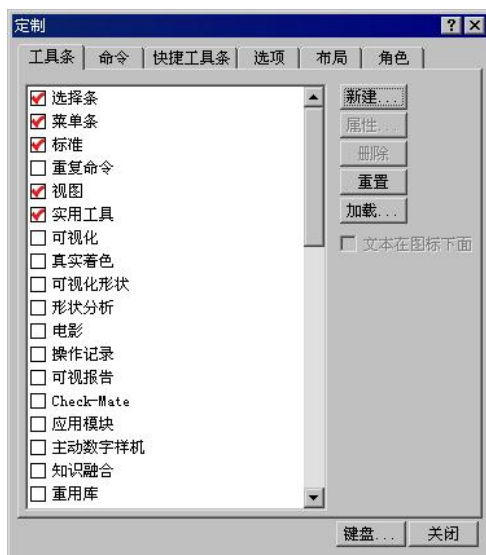 定制
工具条 命令 快捷工具条 选项 布局 角色
选择条
菜单条
标准
重复命令
视图
实用工具
可视化
真实着色
可视化形状
形状分析
电影
操作记录
可视报告
Check-Mate
应用模块
主动数字样机
知识融合
重用库
新建...
属性...
删除
重置
加载...
文本在图标下面
键盘... 关闭